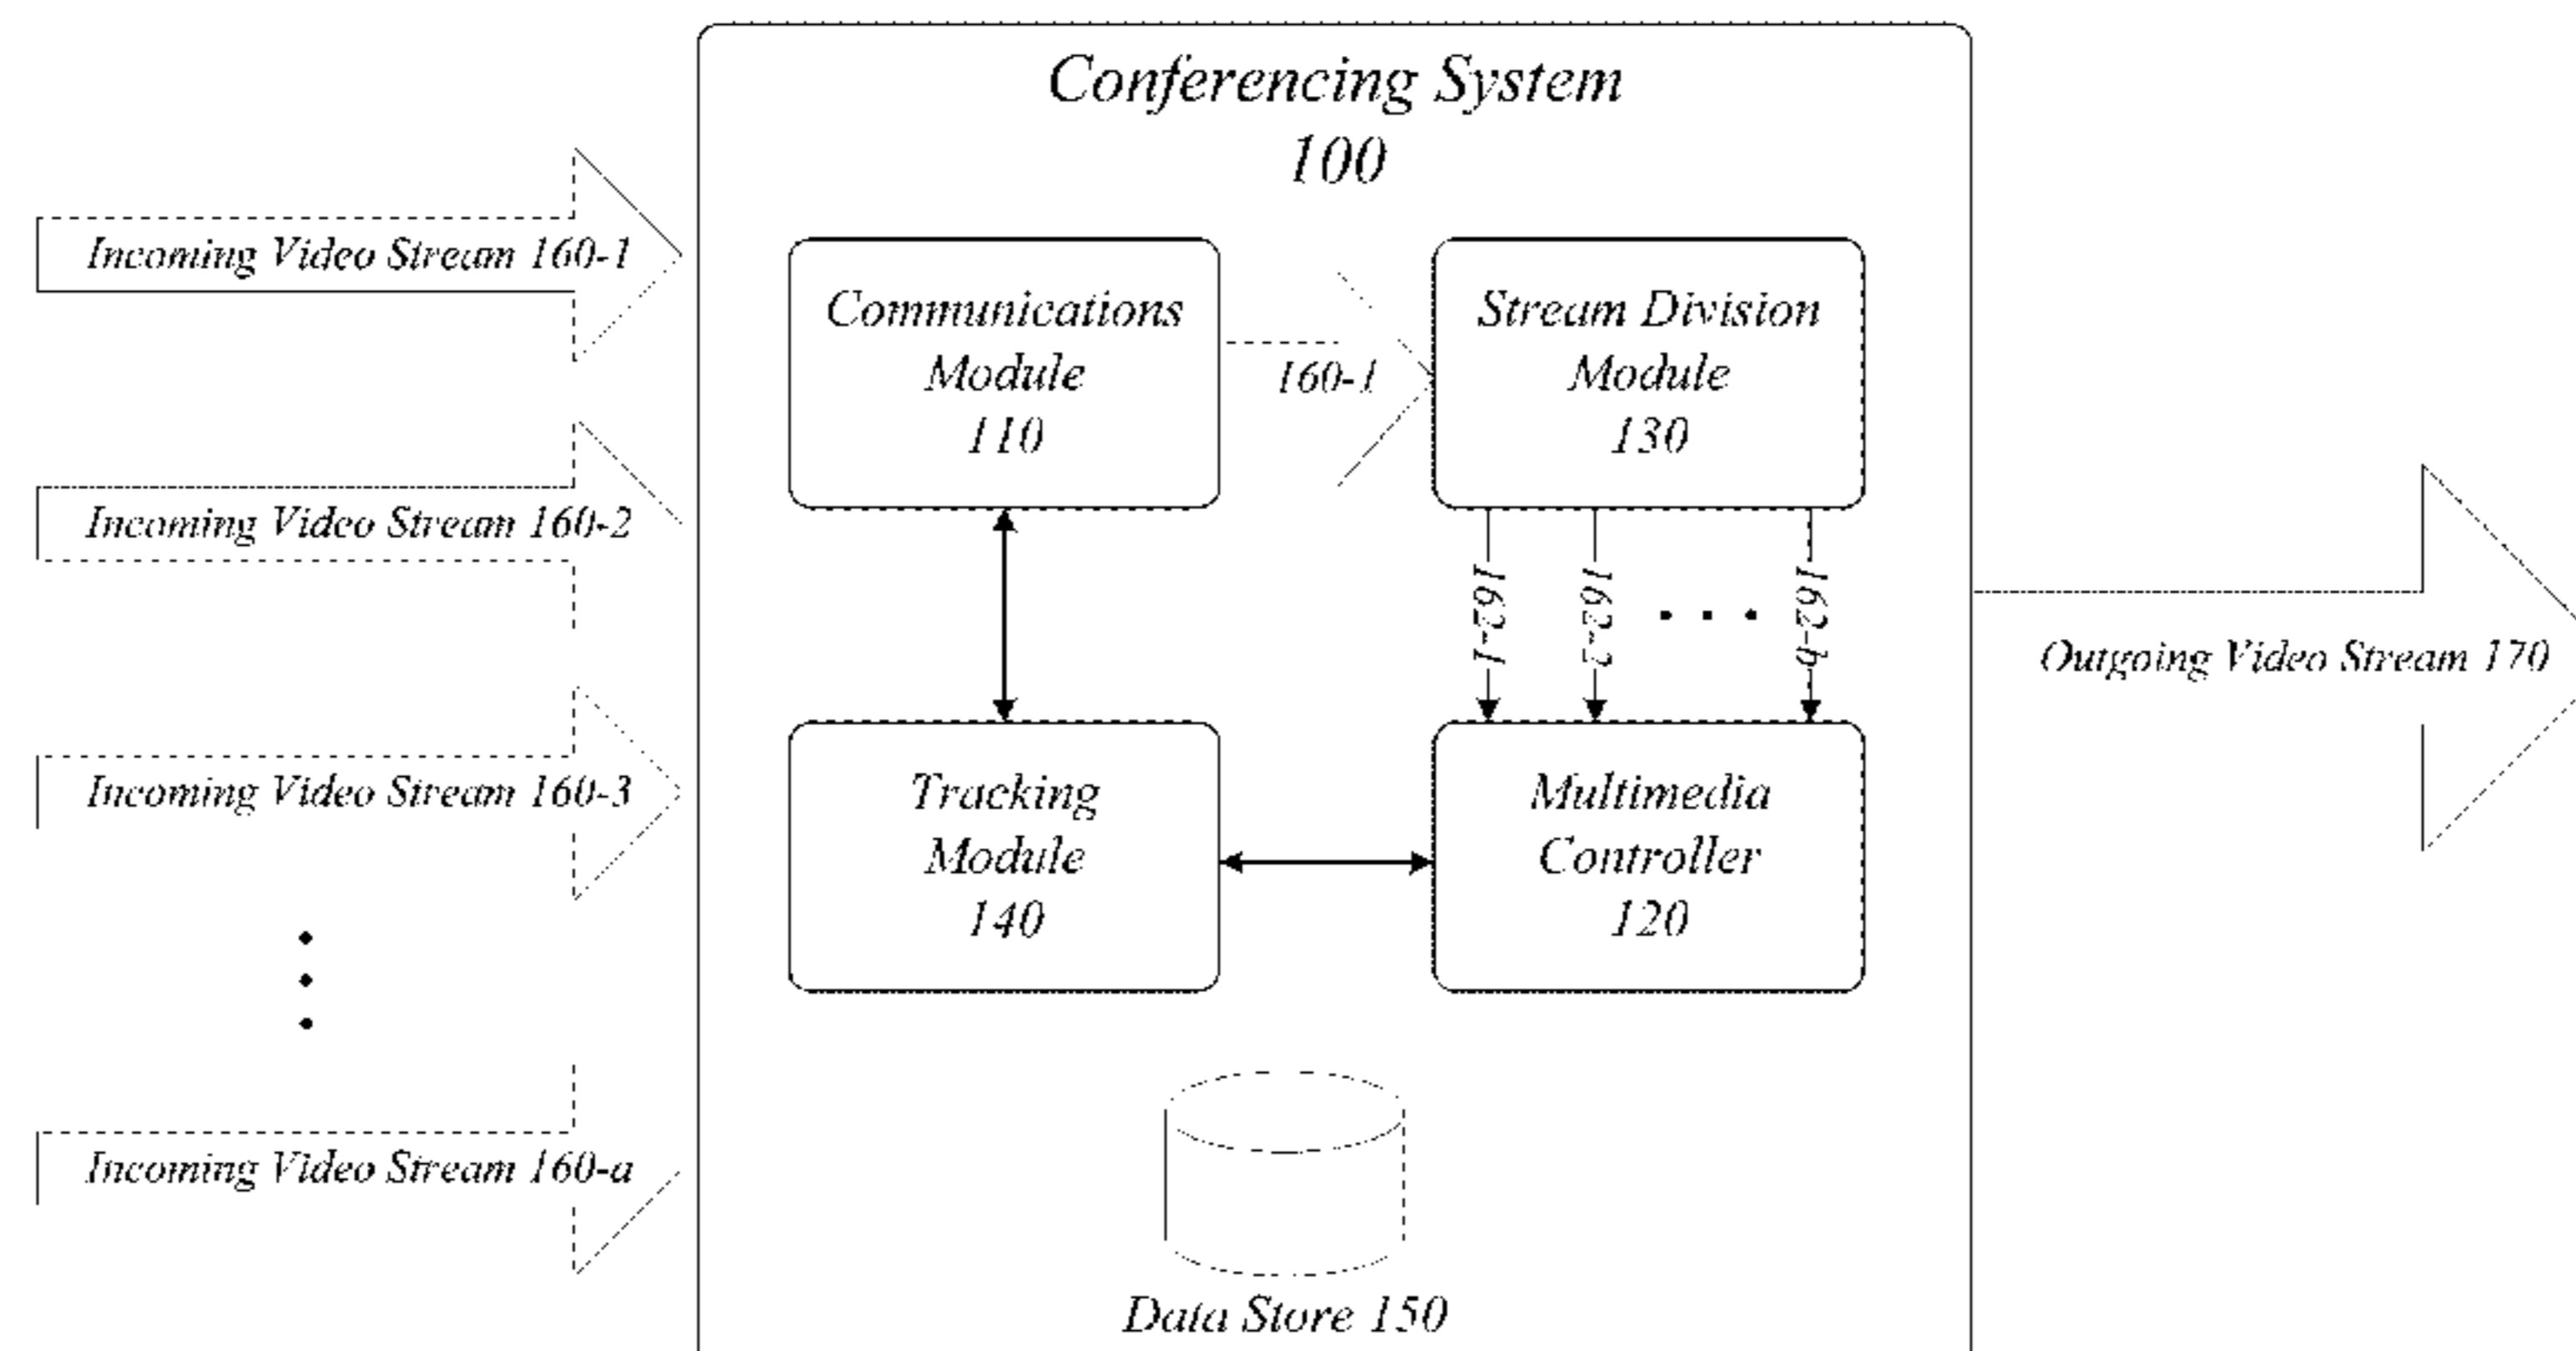 Conferencing System
100
Incoming Video Stream 160-1
Incoming Video Stream 160-2
Incoming Video Stream 160-3
Incoming Video Stream 160-a
Communications
Module
110
160-1
Stream Division
Module
130
162-1
162-2
162-b
Tracking
Module
140
Multimedia
Controller
120
Data Store 150
Outgoing Video Stream 170